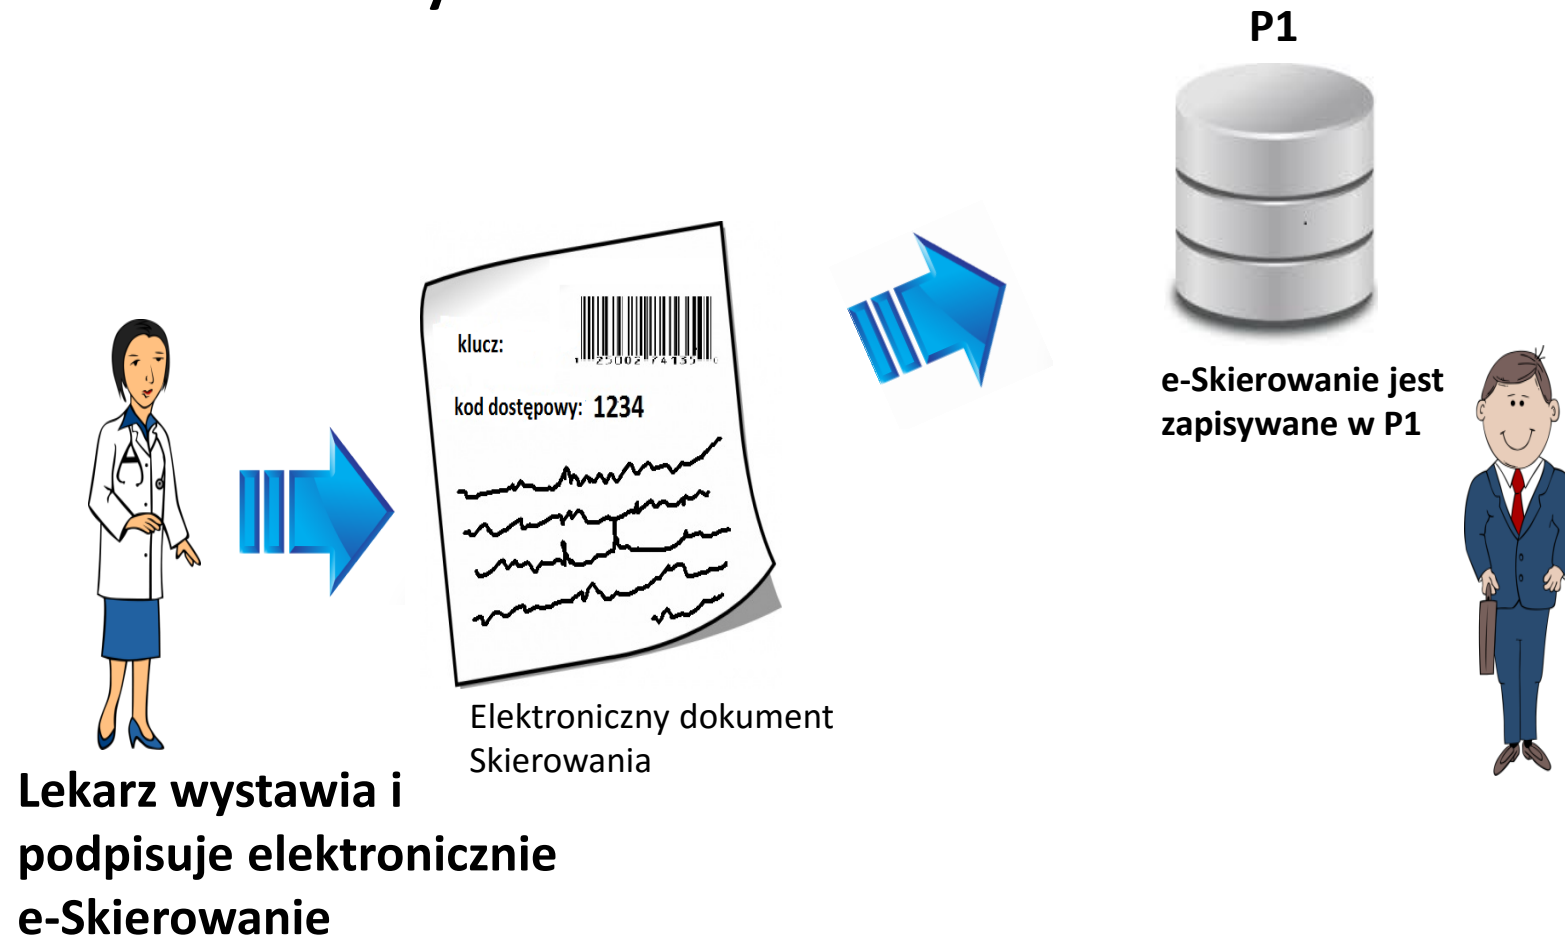 P1
klucz:
kod dostępowy: 1234
e-Skierowanie jest
zapisywane w P1
Elektroniczny dokument
Skierowania
Lekarz wystawia i
podpisuje elektronicznie
e-Skierowanie